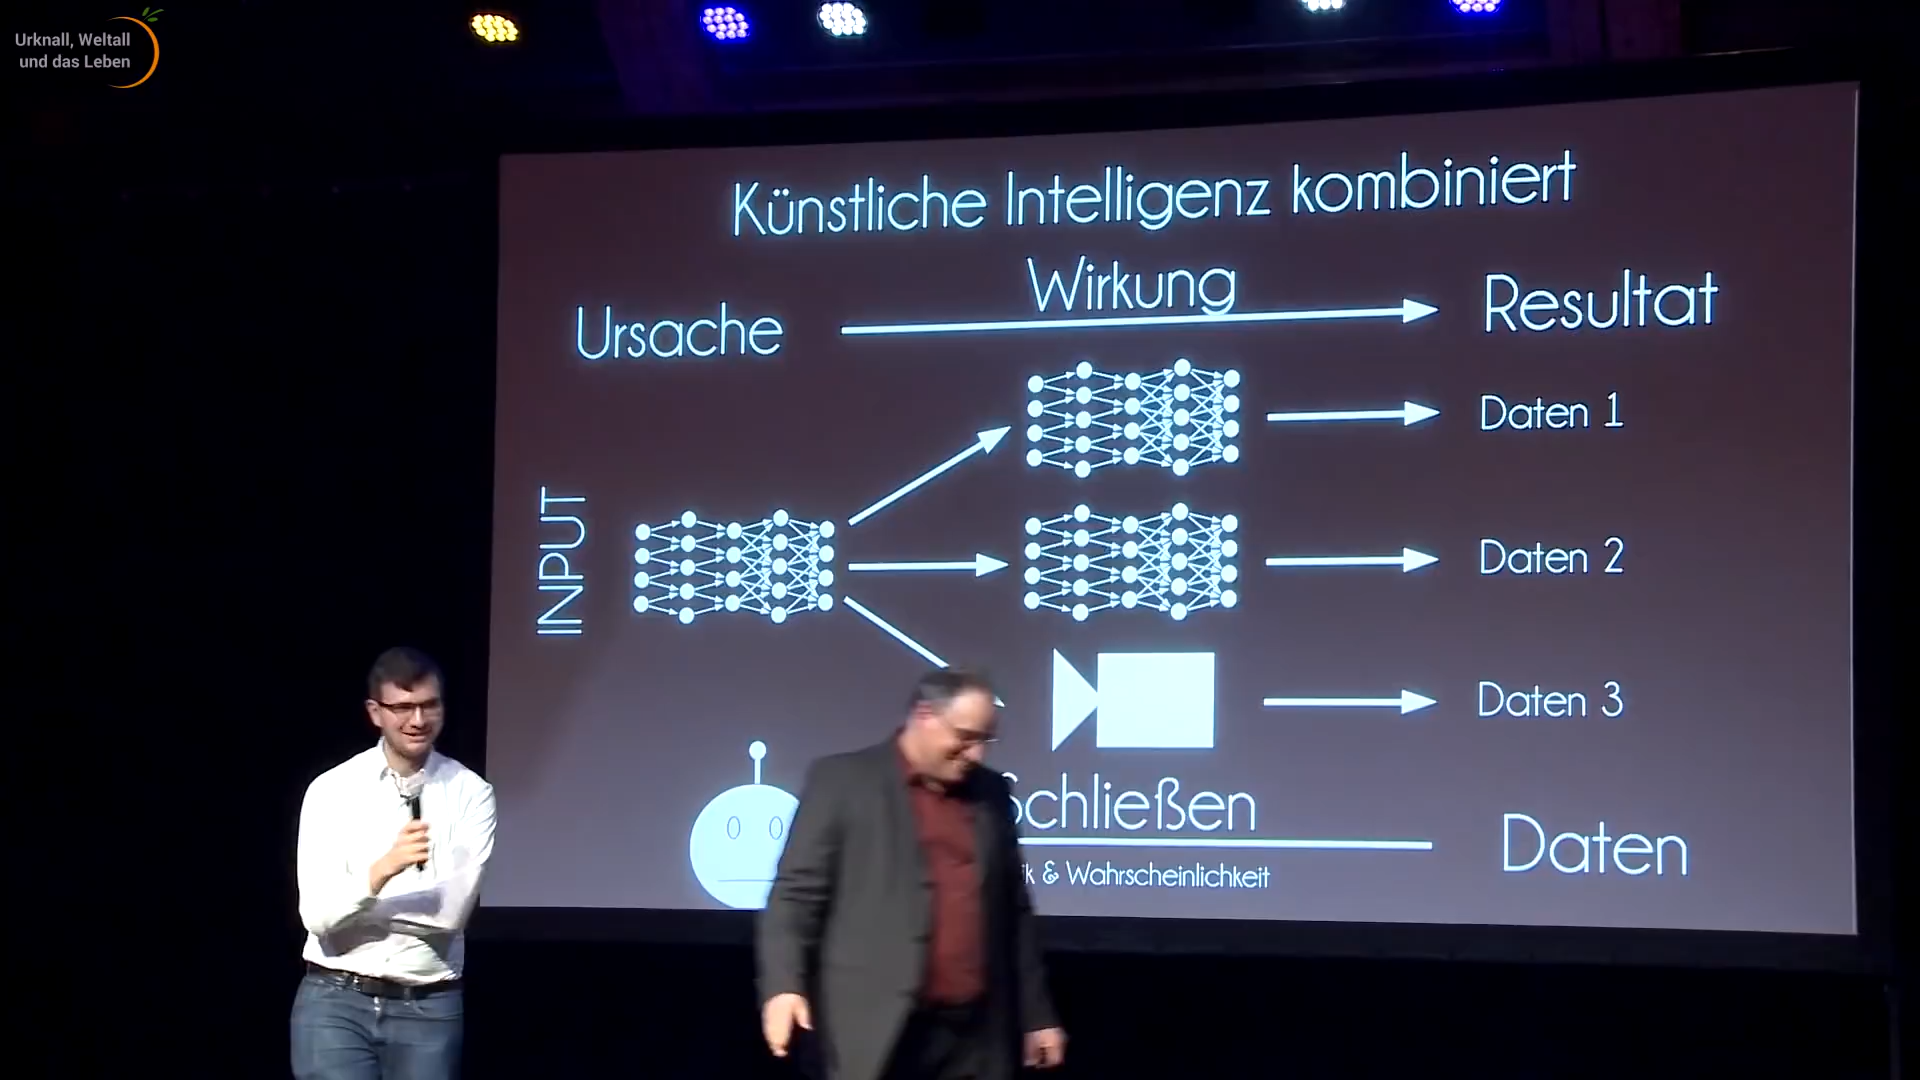 Urknall, Weltall
und das Leben
Künstliche Intelligenz kombiniert
Wirkung
Ursache
Resultat
Daten 1
INPUT
Daten 2
Daten 3
Schließen
Daten
& Wahrscheinlichkeit